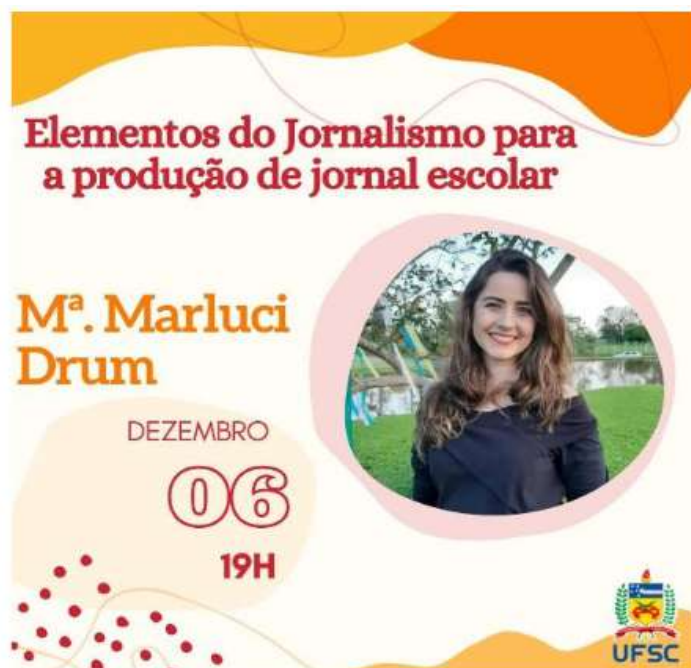 Elementos do Jornalismo para
a produção de jornal escolar
Mª. Marluci
Drum
DEZEMBRO
06
19H
UFSC